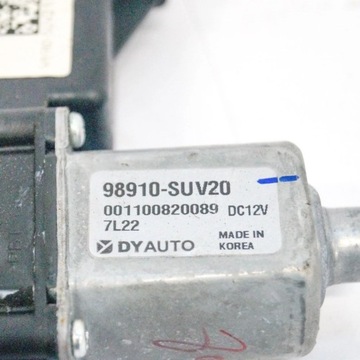 98910-SUV20
001100820089 DC12V
7L22
MADE IN
DYAUTO KOREA